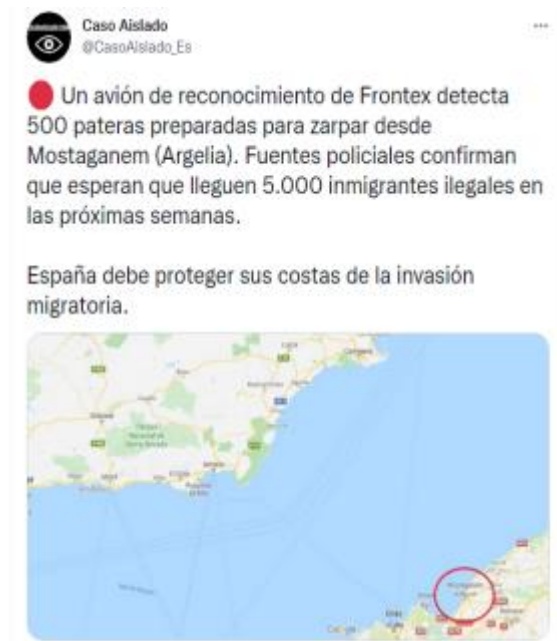 Caso Aislado
@CasoAislado_Es
Un avión de reconocimiento de Frontex detecta
500 pateras preparadas para zarpar desde
Mostaganem (Argelia). Fuentes policiales confirman
que esperan que lleguen 5.000 inmigrantes ilegales en
las próximas semanas.
España debe proteger sus costas de la invasión
migratoria.
Google